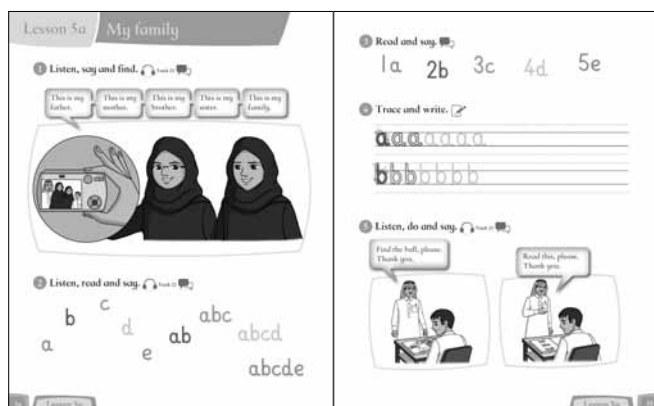 Lesson 5a My family
1 Listen, say and find.
This is my father.
This is my mother.
This is my brother.
This is my sister.
This is my family.
2 Listen, read and say.
a b c d e ab abc abcd abcde
Lesson 5a
3 Read and say.
1a 2b 3c 4d 5e
4 Trace and write.
a a a a a a a
b b b b b b b
5 Listen, do and say.
Find the ball, please.
Thank you.
Read this, please.
Thank you.
Lesson 5a